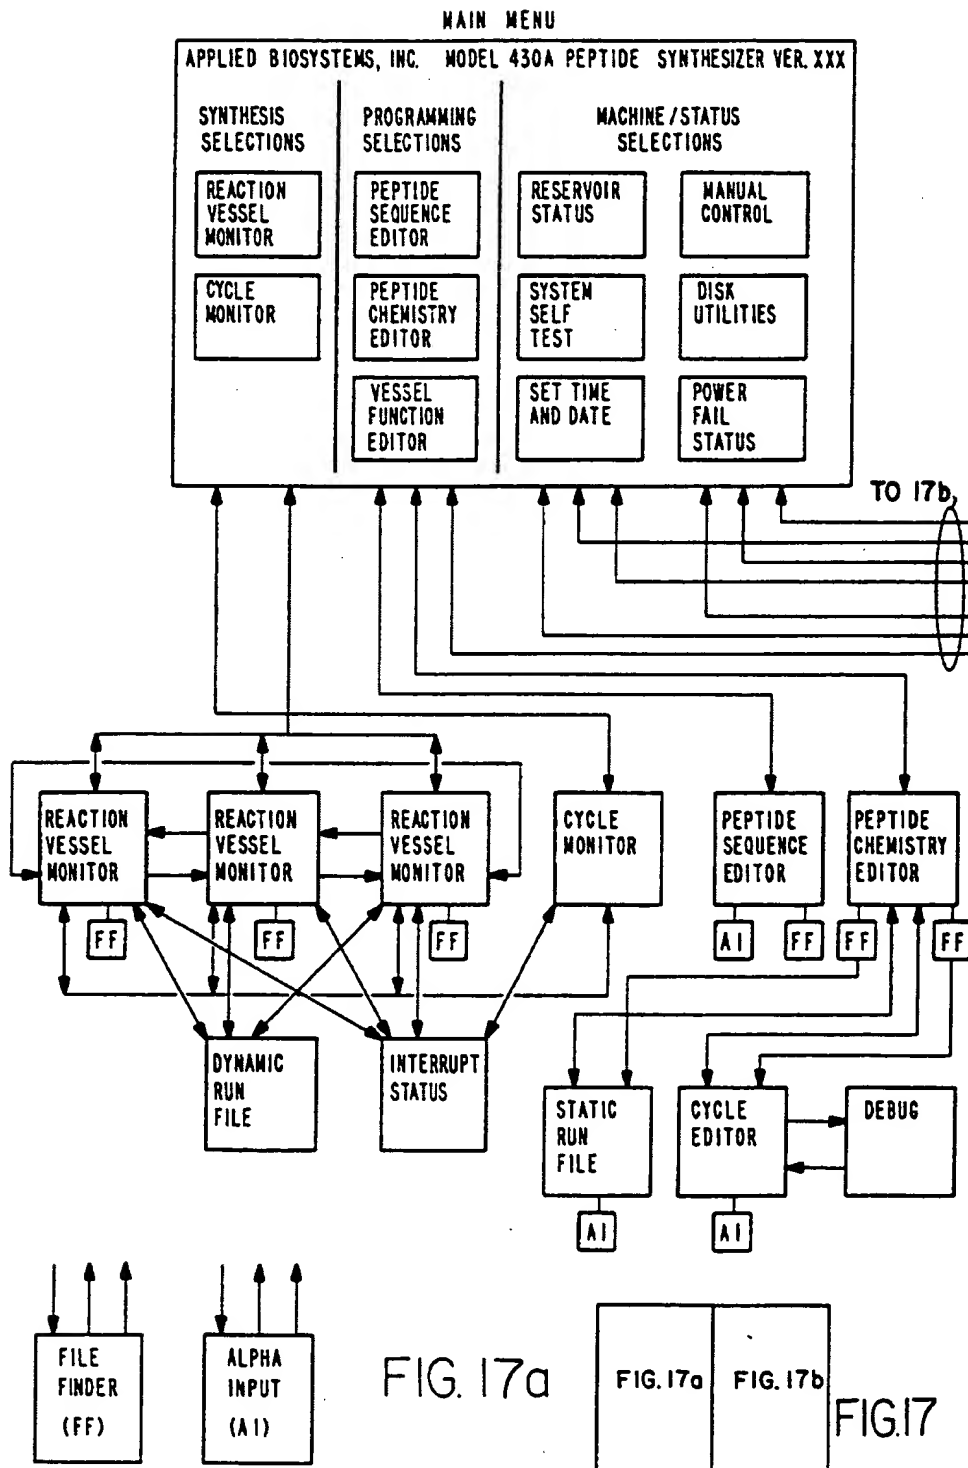 MAIN MENU
APPLIED BIOSYSTEMS, INC. MODEL 430A PEPTIDE SYNTHESIZER VER. XXX
SYNTHESIS
SELECTIONS
REACTION
VESSEL
MONITOR
CYCLE
MONITOR
PROGRAMMING
SELECTIONS
PEPTIDE
SEQUENCE
EDITOR
PEPTIDE
CHEMISTRY
EDITOR
VESSEL
FUNCTION
EDITOR
MACHINE/STATUS
SELECTIONS
RESERVOIR
STATUS
MANUAL
CONTROL
SYSTEM
SELF
TEST
DISK
UTILITIES
SET TIME
AND DATE
POWER
FAIL
STATUS
TO 17b,
REACTION
VESSEL
MONITOR
FF
REACTION
VESSEL
MONITOR
FF
REACTION
VESSEL
MONITOR
FF
CYCLE
MONITOR
PEPTIDE
SEQUENCE
EDITOR
AI
FF
PEPTIDE
CHEMISTRY
EDITOR
FF
FF
DYNAMIC
RUN
FILE
INTERRUPT
STATUS
STATIC
RUN
FILE
AI
CYCLE
EDITOR
AI
DEBUG
FILE
FINDER
(FF)
ALPHA
INPUT
(AI)
FIG. 17a
FIG. 17a
FIG. 17b
FIG.17